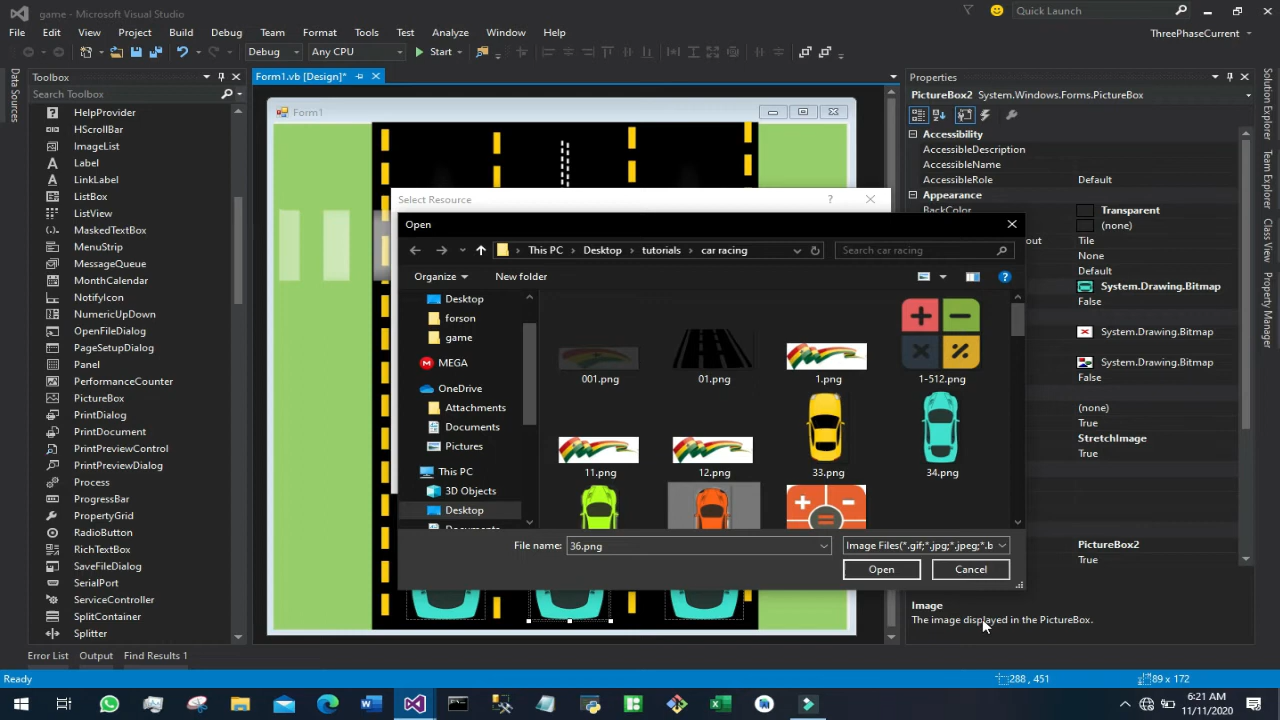 game - Microsoft Visual Studio
Quick Launch
File Edit View Project Build Debug Team Format Tools Test Analyze Window Help
ThreePhaseCurrent
Debug Any CPU Start
Data Sources
Toolbox
Search Toolbox
HelpProvider
HScrollBar
ImageList
Label
LinkLabel
ListBox
ListView
MaskedTextBox
MenuStrip
MessageQueue
MonthCalendar
NotifyIcon
NumericUpDown
OpenFileDialog
PageSetupDialog
Panel
PerformanceCounter
PictureBox
PrintDialog
PrintDocument
PrintPreviewControl
PrintPreviewDialog
Process
ProgressBar
PropertyGrid
RadioButton
RichTextBox
SaveFileDialog
SerialPort
ServiceController
SplitContainer
Splitter
Form1.vb [Design]*
Form1
Select Resource
?
Open
This PC Desktop tutorials car racing
Search car racing
Organize New folder
Desktop
forson
game
MEGA
OneDrive
Attachments
Documents
Pictures
This PC
3D Objects
Desktop
Documents
001.png 01.png 1.png 1-512.png
11.png 12.png 33.png 34.png
File name: 36.png
Image Files(*.gif;*.jpg;*.jpeg;*.b
Open Cancel
Properties
PictureBox2 System.Windows.Forms.PictureBox
Accessibility
AccessibleDescription
AccessibleName
AccessibleRole Default
Appearance
BackColor Transparent
(none)
out Tile
None
Default
System.Drawing.Bitmap
False
System.Drawing.Bitmap
System.Drawing.Bitmap
False
(none)
True
StretchImage
True
PictureBox2
True
Image
The image displayed in the PictureBox.
Solution Explorer
Team Explorer
Property Manager
Error List Output Find Results 1
Ready
288, 451
89 x 172
6:21 AM
11/11/2020